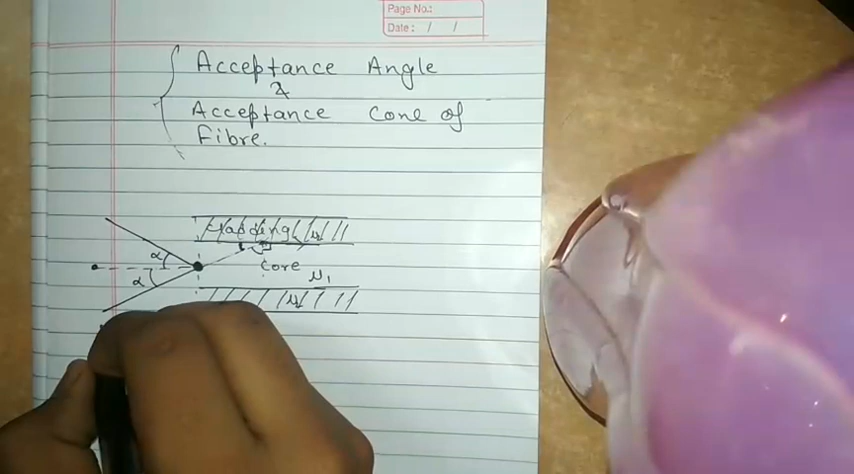 Page No.:
Date: / /
Acceptance Angle
&
Acceptance Cone of
Fibre.
Cladding
α
core
α
μ₁